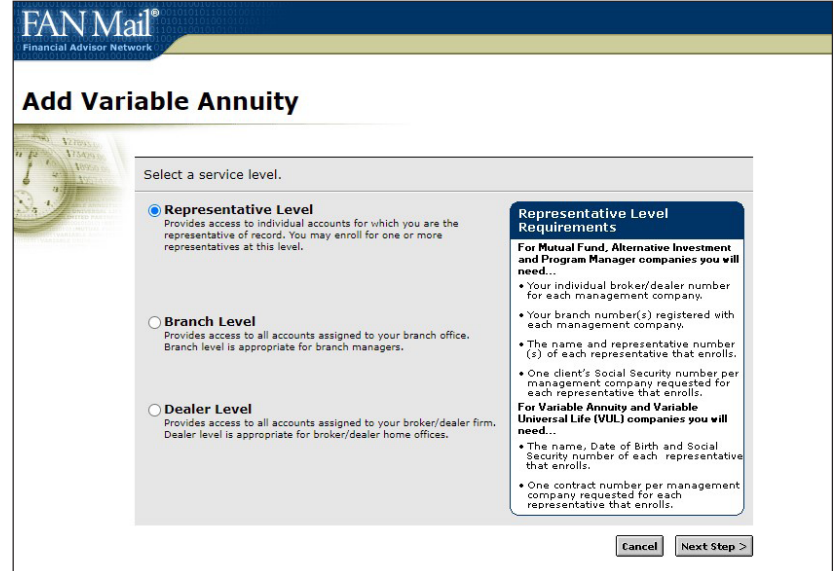 FAN Mail®
Financial Advisor Network
Add Variable Annuity
Select a service level.
Representative Level
Provides access to individual accounts for which you are the
representative of record. You may enroll for one or more
representatives at this level.
Branch Level
Provides access to all accounts assigned to your branch office.
Branch level is appropriate for branch managers.
Dealer Level
Provides access to all accounts assigned to your broker/dealer firm.
Dealer level is appropriate for broker/dealer home offices.
Representative Level
Requirements
For Mutual Fund, Alternative Investment
and Program Manager companies you will
need...
• Your individual broker/dealer number
for each management company.
• Your branch number(s) registered with
each management company.
• The name and representative number
(s) of each representative that enrolls.
• One client's Social Security number per
management company requested for
each representative that enrolls.
For Variable Annuity and Variable
Universal Life (VUL) companies you will
need...
• The name, Date of Birth and Social
Security number of each representative
that enrolls.
• One contract number per management
company requested for each
representative that enrolls.
Cancel
Next Step >